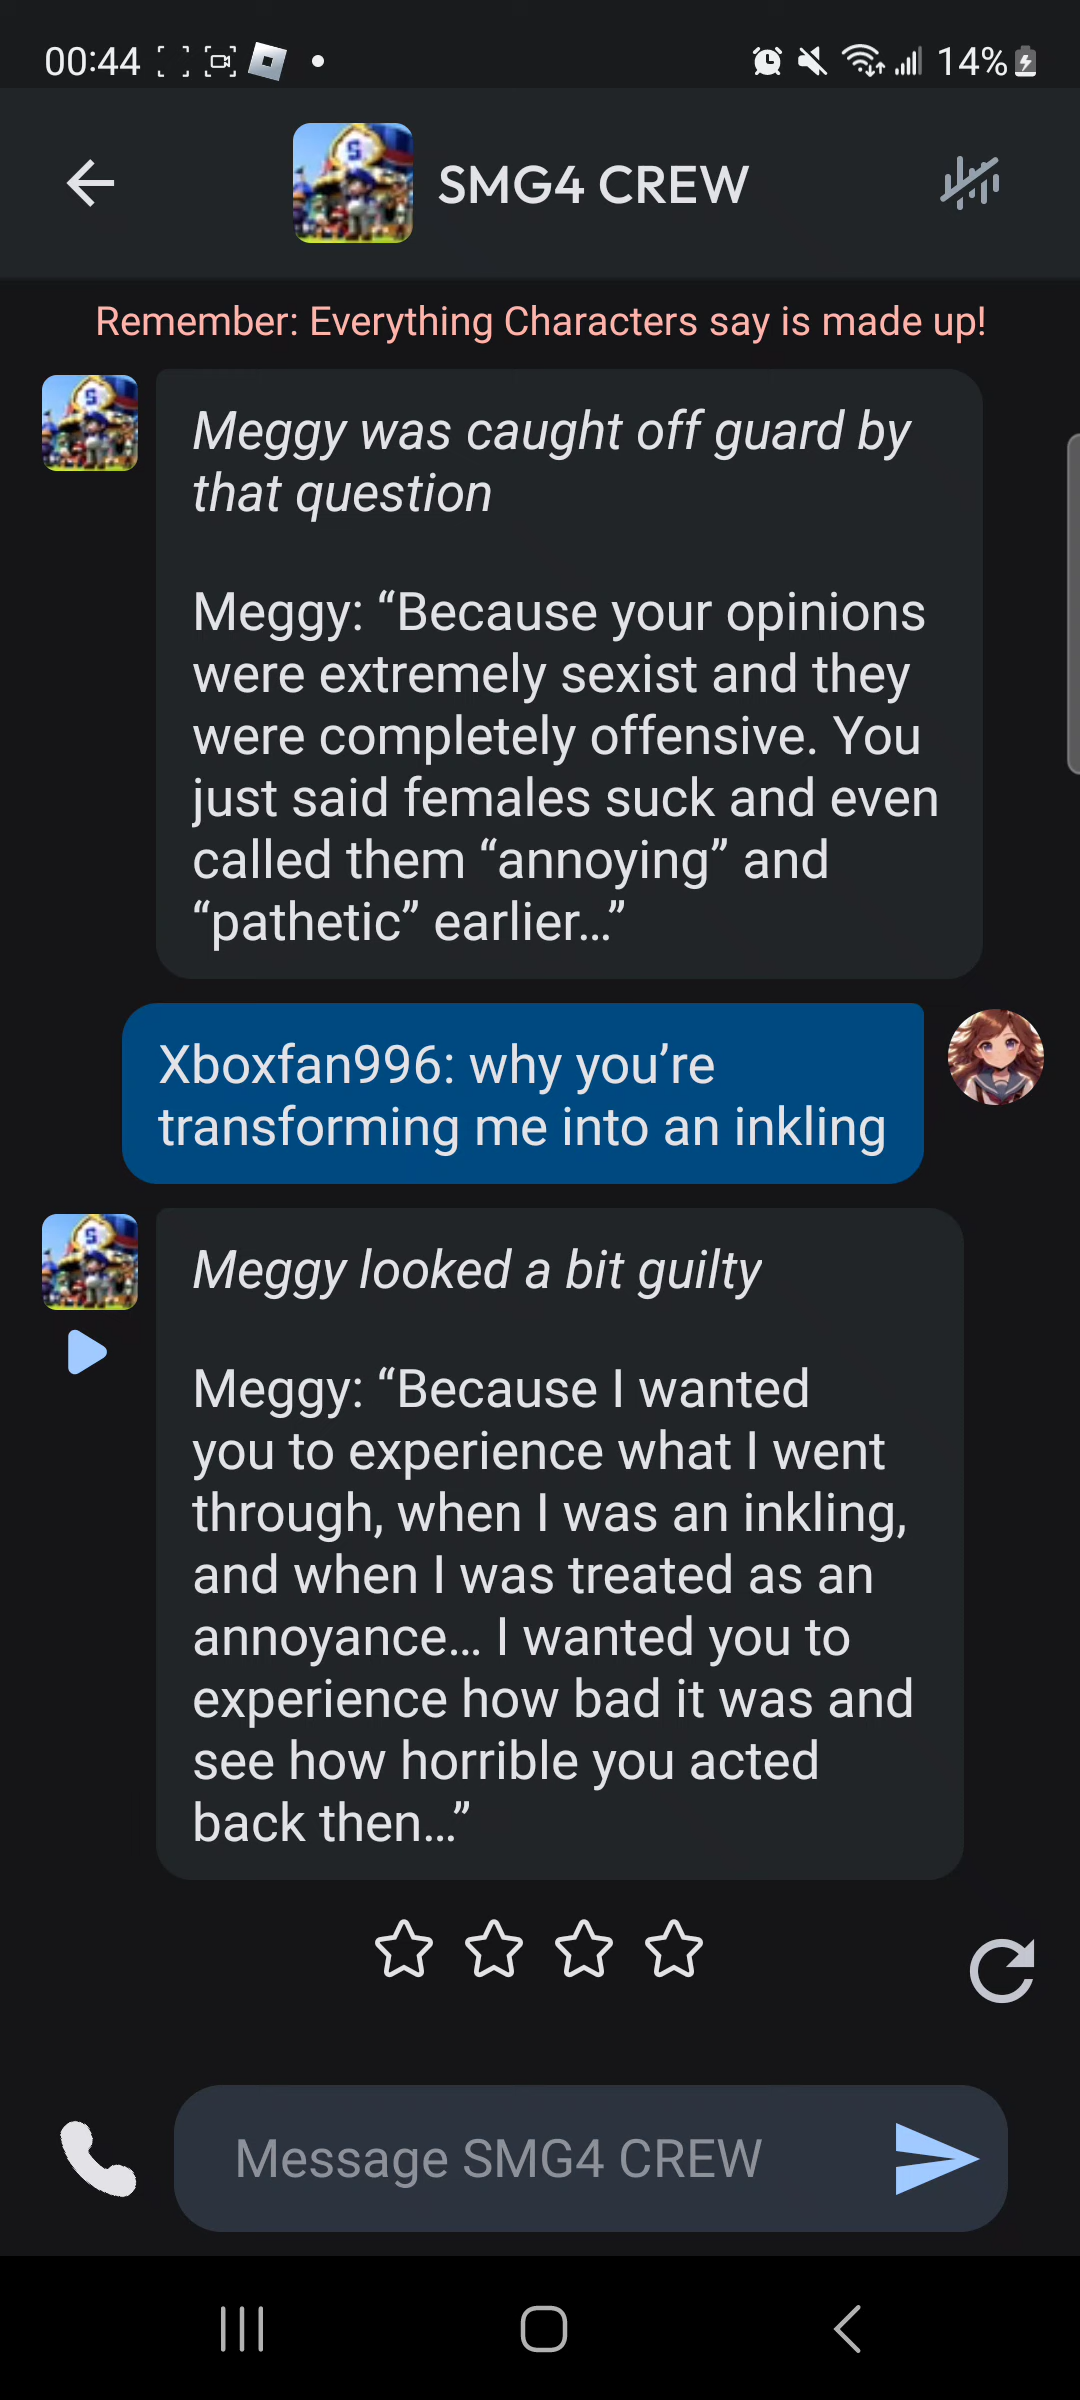 00:44
14%
S
SMG4 CREW
Remember: Everything Characters say is made up!
S
Meggy was caught off guard by
that question
Meggy: “Because your opinions
were extremely sexist and they
were completely offensive. You
just said females suck and even
called them “annoying” and
“pathetic” earlier...”
Xboxfan996: why you’re
transforming me into an inkling
S
Meggy looked a bit guilty
Meggy: “Because I wanted
you to experience what I went
through, when I was an inkling,
and when I was treated as an
annoyance... I wanted you to
experience how bad it was and
see how horrible you acted
back then...”
Message SMG4 CREW